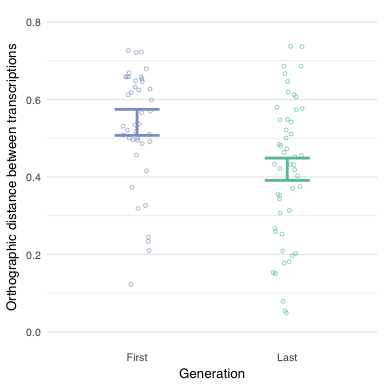 Orthographic distance between transcriptions
0.8
0.6
0.4
0.2
0.0
First
Last
Generation